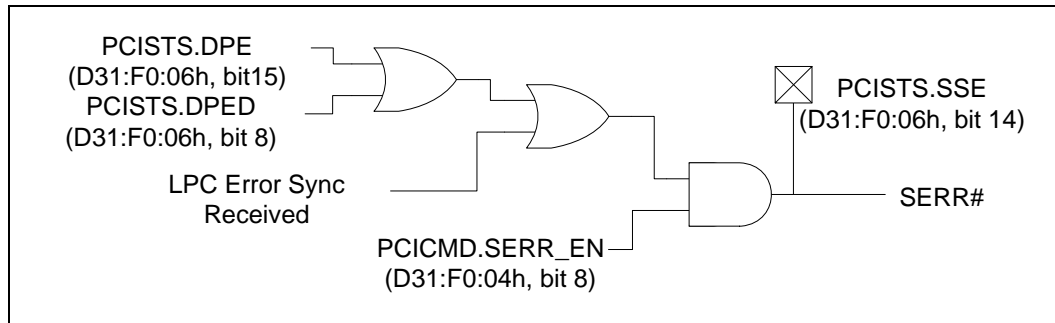 PCISTS.DPE
(D31:F0:06h, bit15)
PCISTS.DPED
(D31:F0:06h, bit 8)
LPC Error Sync
Received
PCICMD.SERR_EN
(D31:F0:04h, bit 8)
PCISTS.SSE
(D31:F0:06h, bit 14)
SERR#